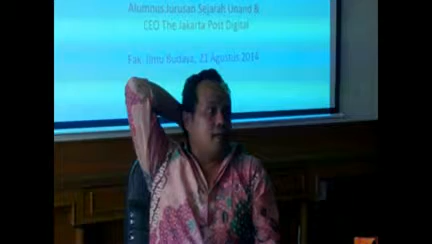 Alumnus Jurusan Sejarah Unand &
CEO The Jakarta Post Digital
Fak. Ilmu Budaya, 21 Agustus 2014